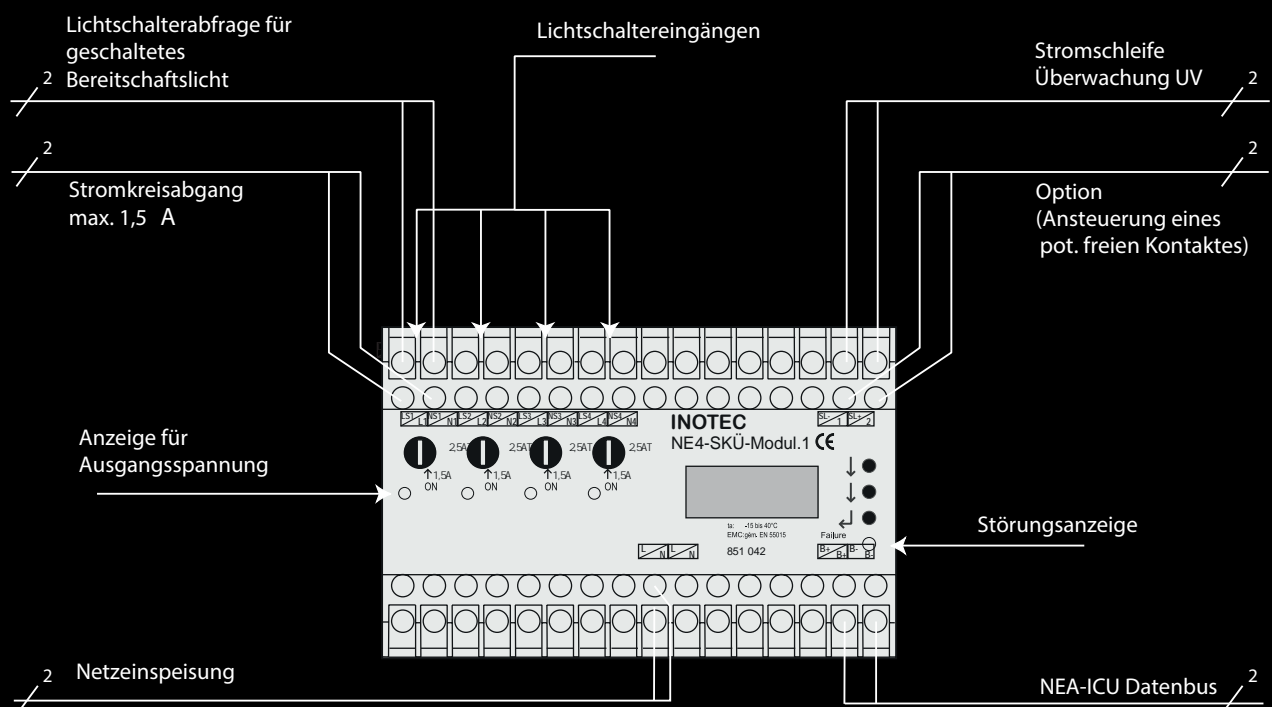 Lichtschalterabfrage für
geschaltetes
Bereitschaftslicht
2
Lichtschaltereingängen
Stromschleife
Überwachung UV
2
2
Stromkreisabgang
max. 1,5 A
2
Option
(Ansteuerung eines
pot. freien Kontaktes)
LS1 L1 NS1 N1 LS2 L2 NS2 N2 LS3 L3 NS3 N3 LS4 L4 NS4 N4
SL- 1 SL+ 2
INOTEC
NE4-SKÜ-Modul.1 CE
2,5AT 2,5AT 2,5AT 2,5AT
1,5A 1,5A 1,5A 1,5A
ON ON ON ON
Anzeige für
Ausgangsspannung
ta: -15 bis 40°C
EMC:gem. EN 55015
851 042
Failure
Störungsanzeige
L N L N
B+ B+ B- B-
2
Netzeinspeisung
NEA-ICU Datenbus
2